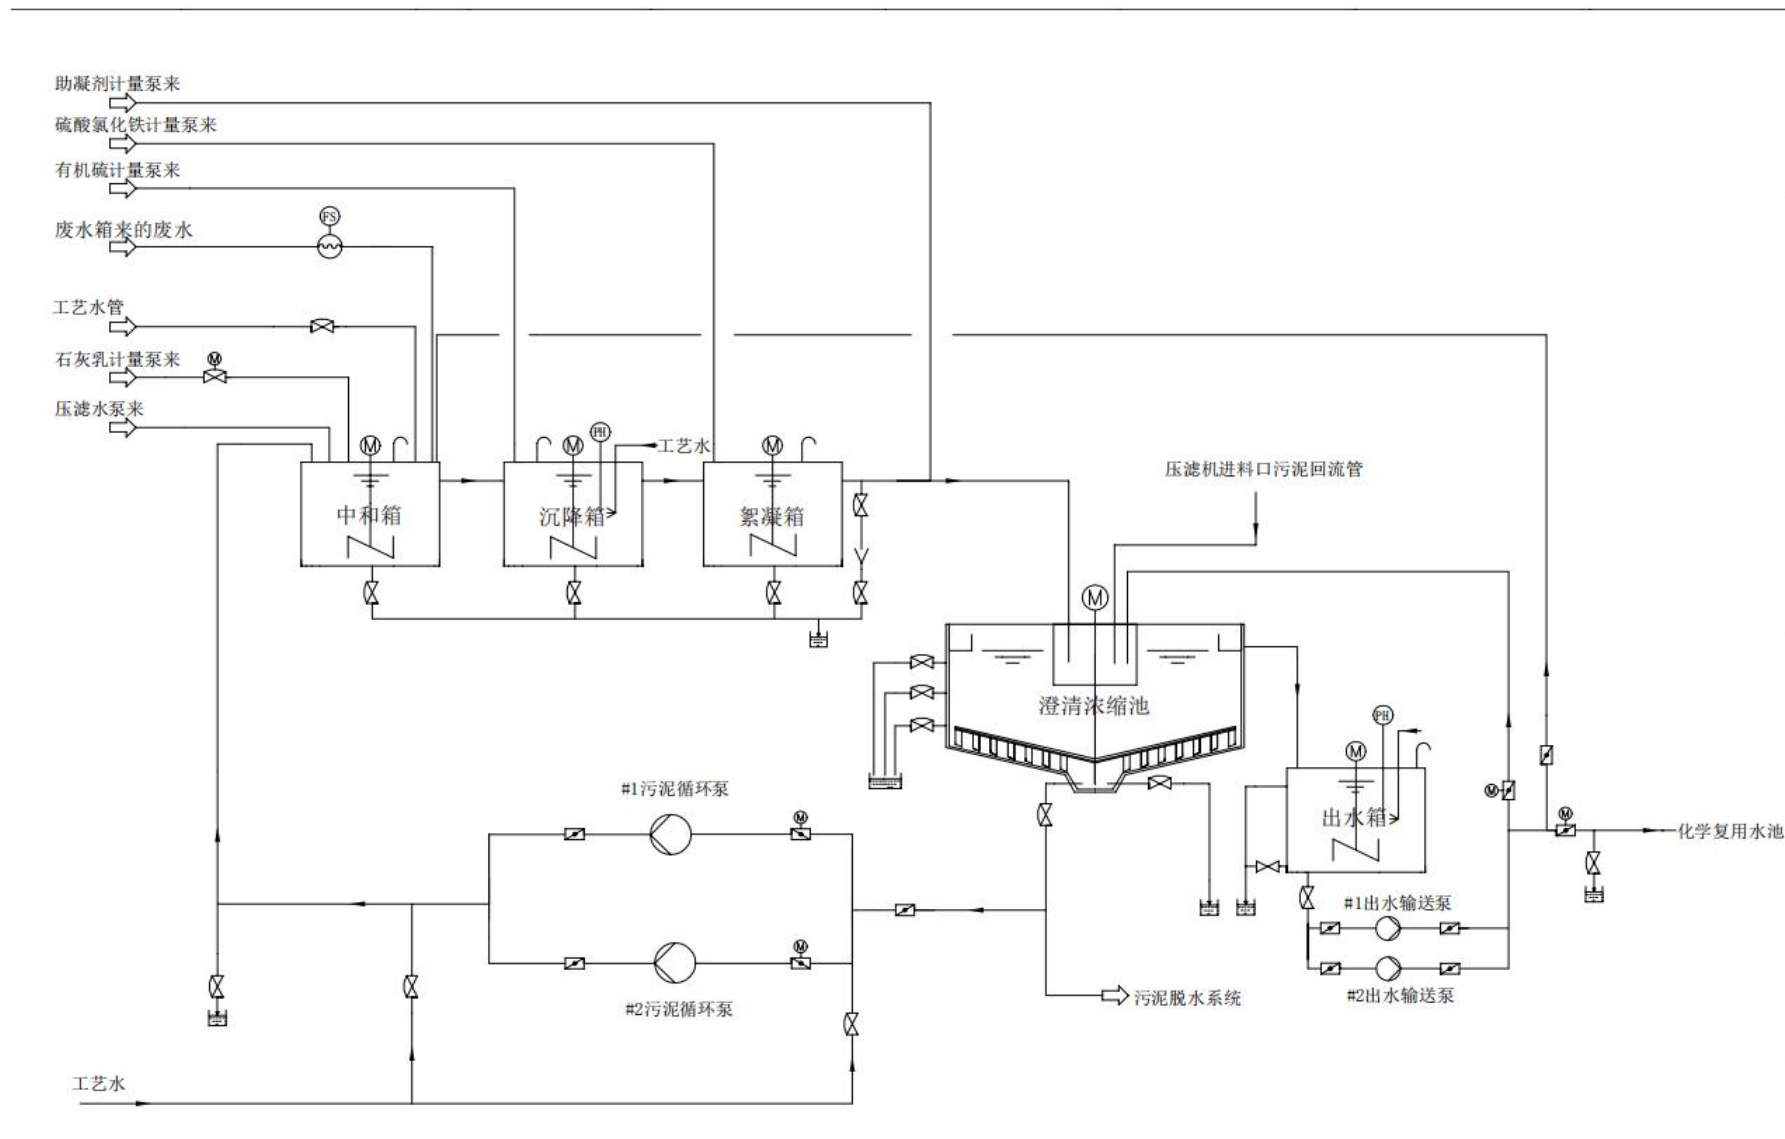 助凝剂计量泵来
硫酸氯化铁计量泵来
有机硫计量泵来
FS
废水箱来的废水
工艺水管
石灰乳计量泵来
M
压滤水泵来
M
M
PH
工艺水
M
压滤机进料口污泥回流管
中和箱
沉降箱
絮凝箱
M
澄清浓缩池
PH
M
#1污泥循环泵
M
M
M
出水箱
化学复用水池
#1出水输送泵
M
#2出水输送泵
污泥脱水系统
#2污泥循环泵
工艺水